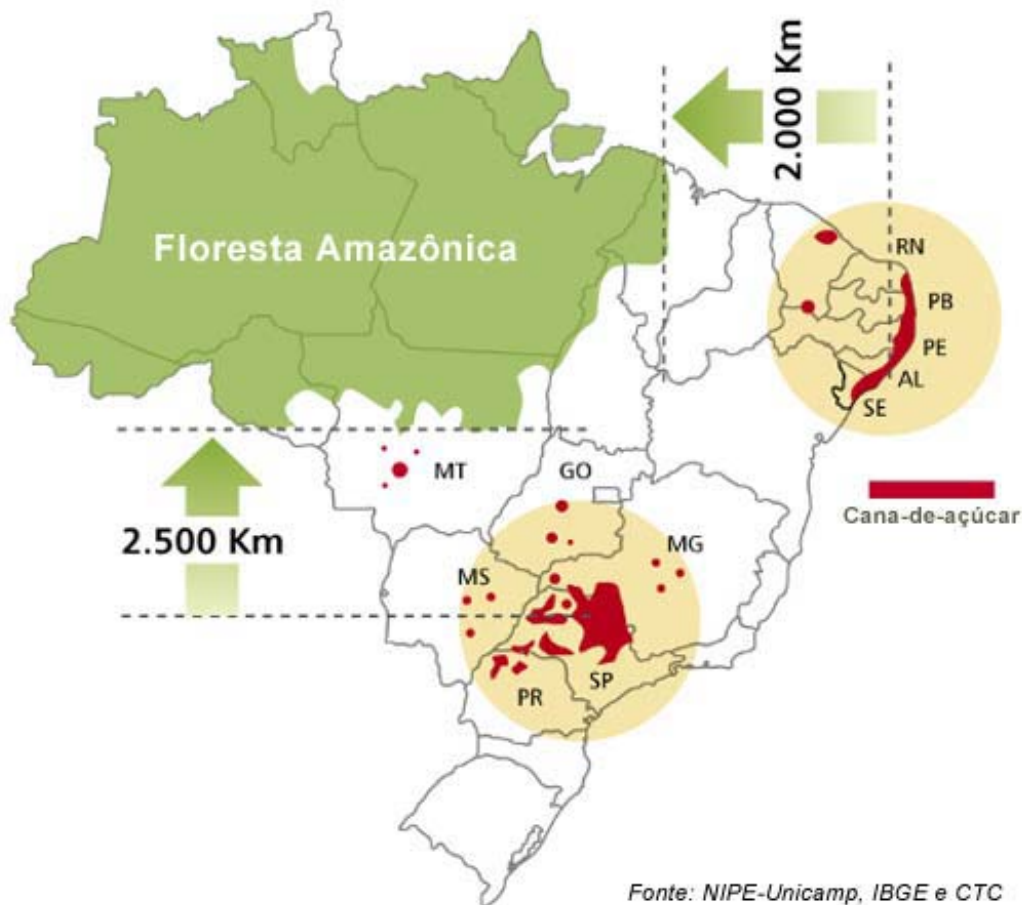 2.000 Km
Floresta Amazônica
RN
PB
PE
AL
SE
MT
GO
Cana-de-açúcar
2.500 Km
MG
MS
SP
PR
Fonte: NIPE-Unicamp, IBGE e CTC